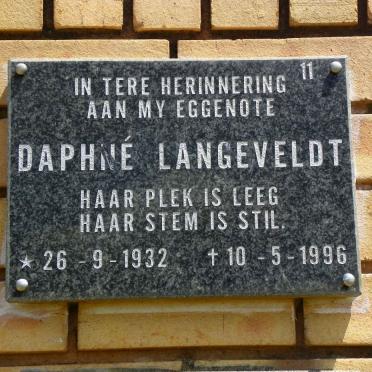 11
IN TERE HERINNERING
AAN MY EGGENOTE
DAPHNÉ LANGEVELDT
HAAR PLEK IS LEEG
HAAR STEM IS STIL.
★ 26 - 9 - 1932 † 10 - 5 - 1996